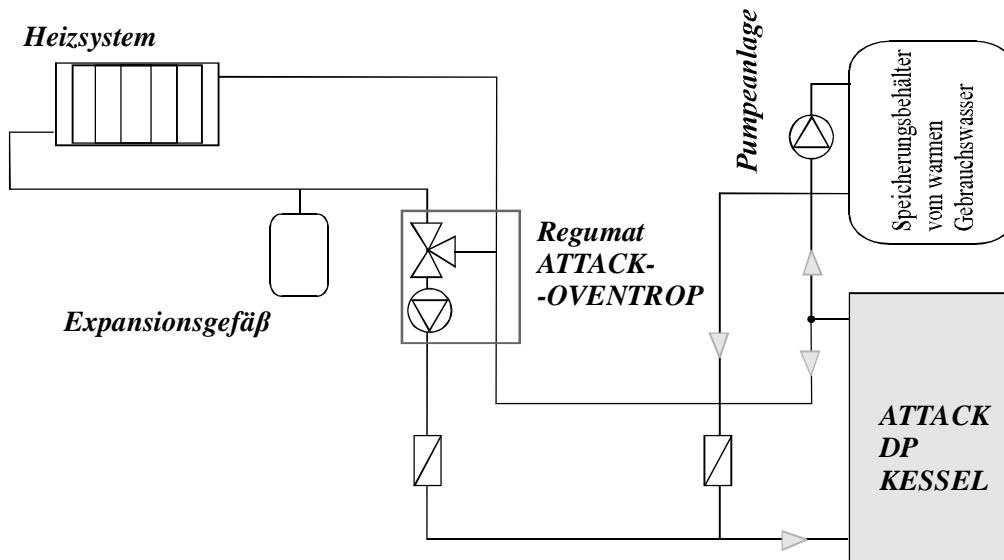 Heizsystem
Pumpeanlage
Speicherungsbehälter
vom warmen
Gebrauchswasser
Regumat
ATTACK-
-OVENTROP
Expansionsgefäß
ATTACK
DP
KESSEL